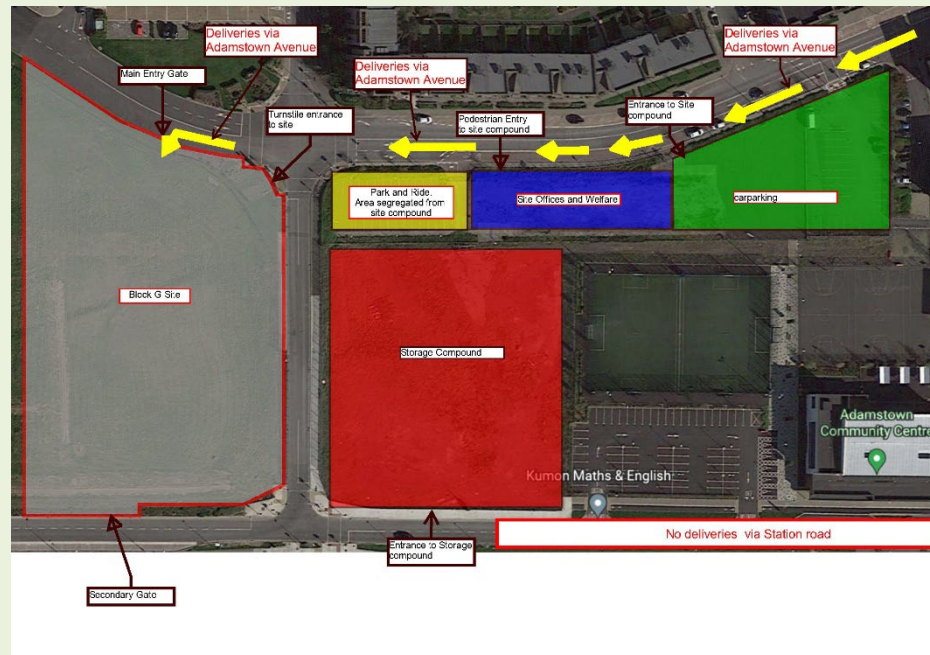 Deliveries via
Adamstown Avenue
Deliveries via
Adamstown Avenue
Deliveries via
Adamstown Avenue
Main Entry Gate
Turnstile entrance
to site
Pedestrian Entry
to site compound
Entrance to Site
compound
Park and Ride.
Area segregated from
site compound
Site Offices and Welfare
carparking
Block G Site
Storage Compound
Adamstown
Community Centre
Kumon Maths & English
No deliveries via Station road
Entrance to Storage
compound
Secondary Gate